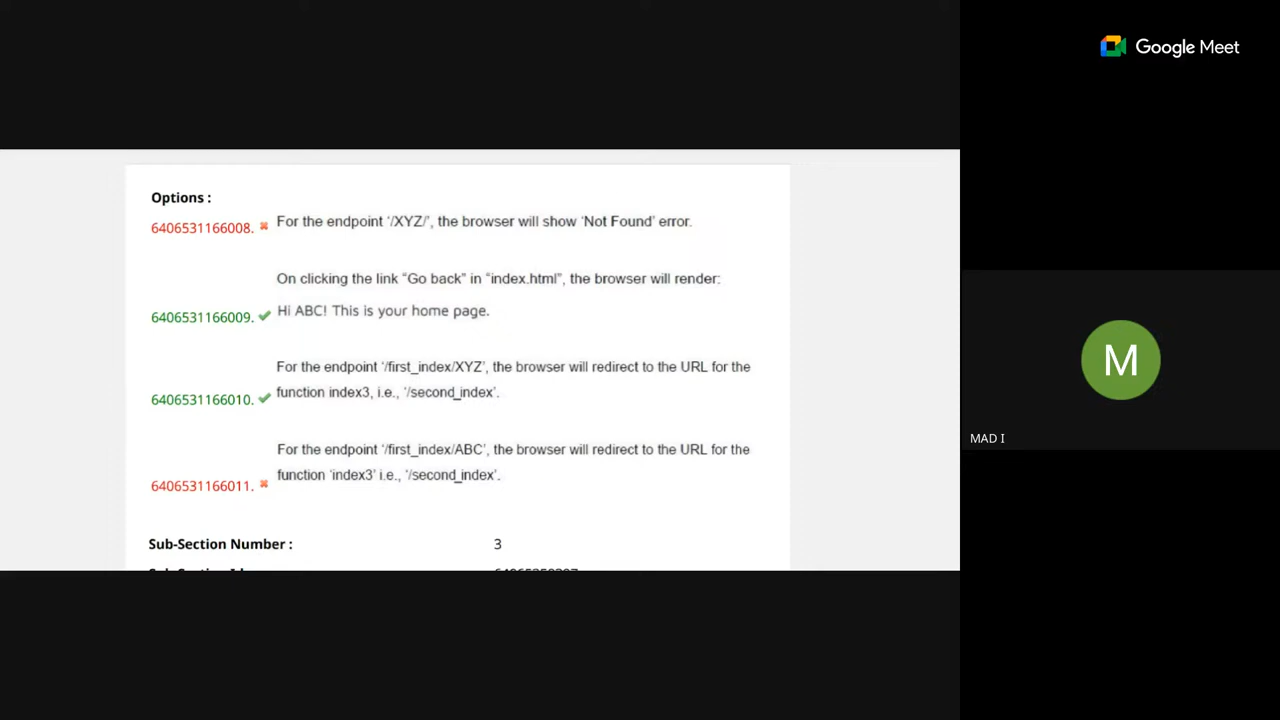 Google Meet
Options :
6406531166008. ✖ For the endpoint ‘/XYZ/’, the browser will show ‘Not Found’ error.
On clicking the link “Go back” in “index.html”, the browser will render:
6406531166009. ✔ Hi ABC! This is your home page.
For the endpoint ‘/first_index/XYZ’, the browser will redirect to the URL for the
6406531166010. ✔ function index3, i.e., ‘/second_index’.
For the endpoint ‘/first_index/ABC’, the browser will redirect to the URL for the
6406531166011. ✖ function ‘index3’ i.e., ‘/second_index’.
Sub-Section Number : 3
M
MAD I